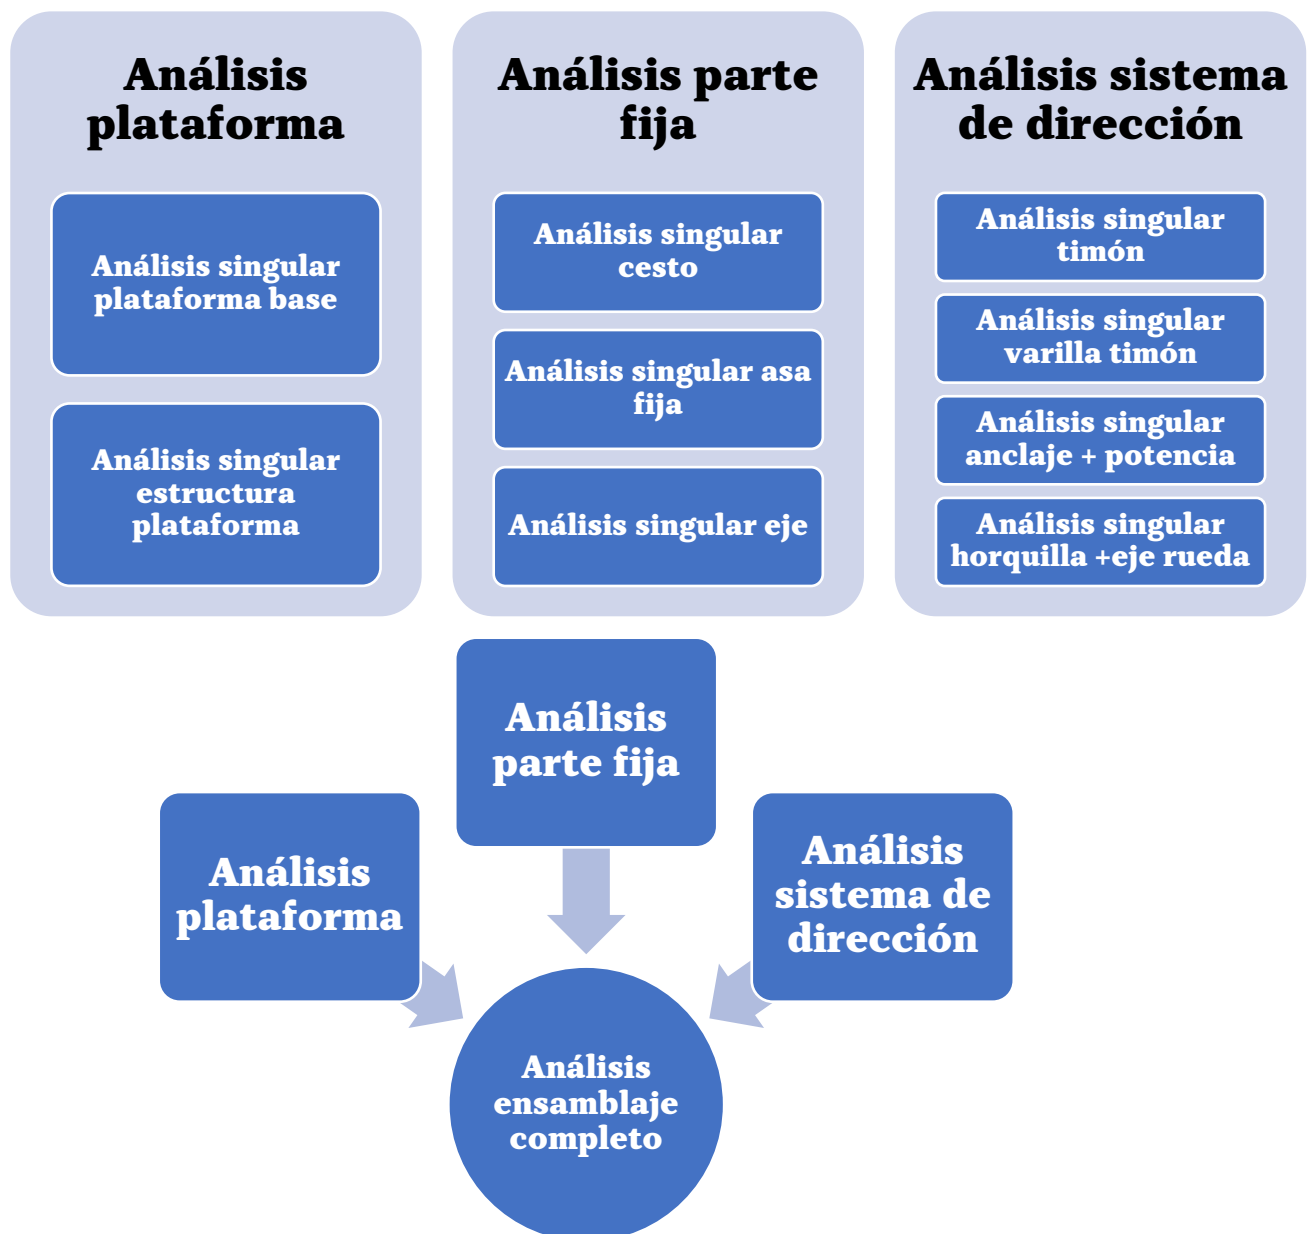 Análisis
plataforma
Análisis singular
plataforma base
Análisis singular
estructura
plataforma
Análisis parte
fija
Análisis singular
cesto
Análisis singular asa
fija
Análisis singular eje
Análisis sistema
de dirección
Análisis singular
timón
Análisis singular
varilla timón
Análisis singular
anclaje + potencia
Análisis singular
horquilla +eje rueda
Análisis
parte fija
Análisis
plataforma
Análisis
sistema de
dirección
Análisis
ensamblaje
completo